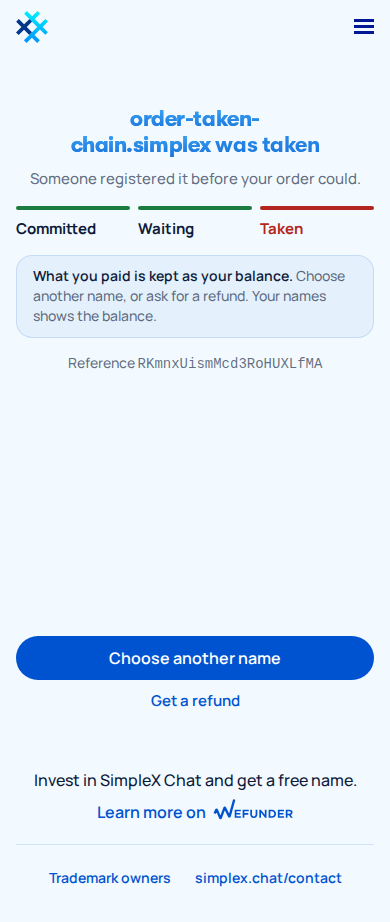 order-taken-
chain.simplex was taken
Someone registered it before your order could.
Committed Waiting Taken
What you paid is kept as your balance. Choose
another name, or ask for a refund. Your names
shows the balance.
Reference RKmnxUismMcd3RoHUXLfMA
Choose another name
Get a refund
Invest in SimpleX Chat and get a free name.
Learn more on WEFUNDER
Trademark owners simplex.chat/contact